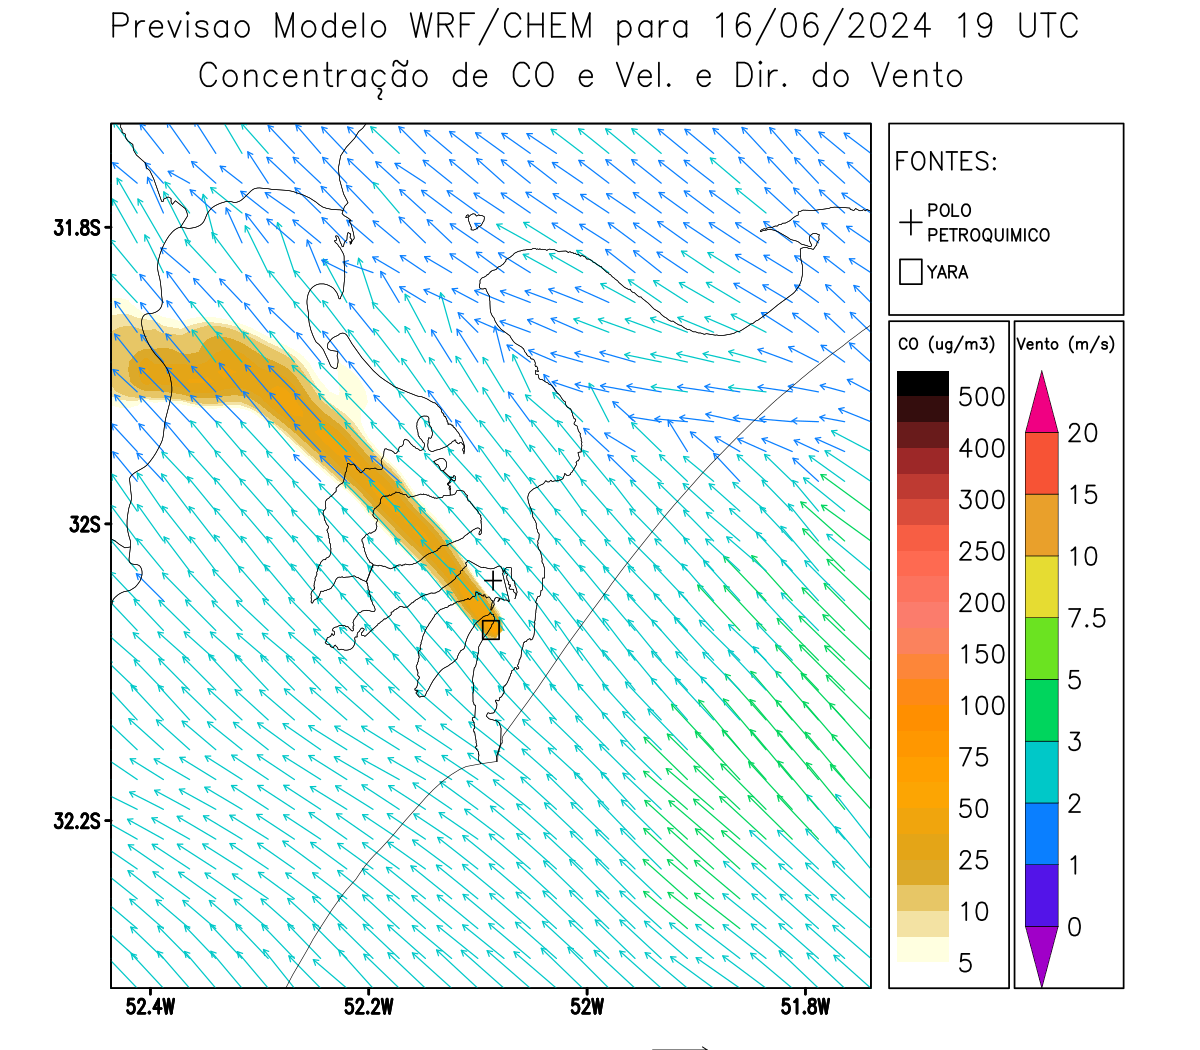 Previsao Modelo WRF/CHEM para 16/06/2024 19 UTC
Concentração de CO e Vel. e Dir. do Vento
FONTES:
POLO
PETROQUIMICO
YARA
CO (ug/m3)
500
400
300
250
200
150
100
75
50
25
10
5
Vento (m/s)
20
15
10
7.5
5
3
2
1
0
31.8S
32S
32.2S
52.4W
52.2W
52W
51.8W